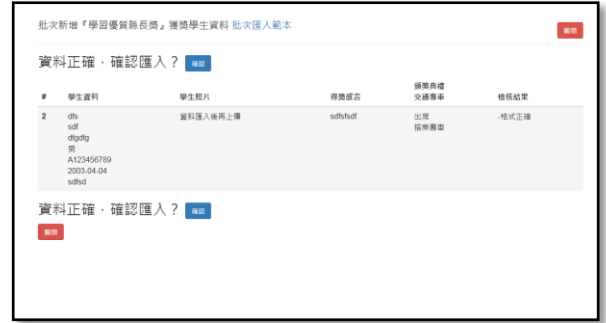 批次新增『學習優質縣長獎』獲獎學生資料 批次匯入範本
關閉
資料正確，確認匯入？ 確認
# 學生資料 學生照片 得獎感言 頒獎典禮 檢核結果
交通專車
2 dfs 資料匯入後再上傳 sdfsfsdf 出席 -格式正確
sdf 搭乘專車
dfgdfg
男
A123456789
2003-04-04
sdfsd
資料正確，確認匯入？ 確認
關閉